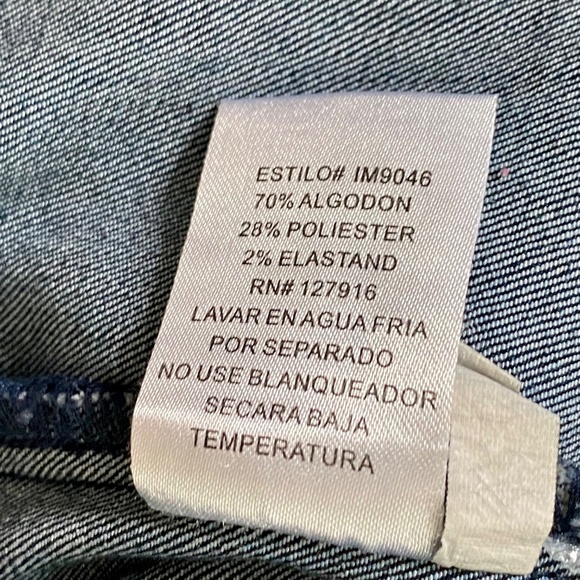 ESTILO# IM9046
70% ALGODON
28% POLIESTER
2% ELASTAND
RN# 127916
LAVAR EN AGUA FRIA
POR SEPARADO
NO USE BLANQUEADOR
SECARA BAJA
TEMPERATURA